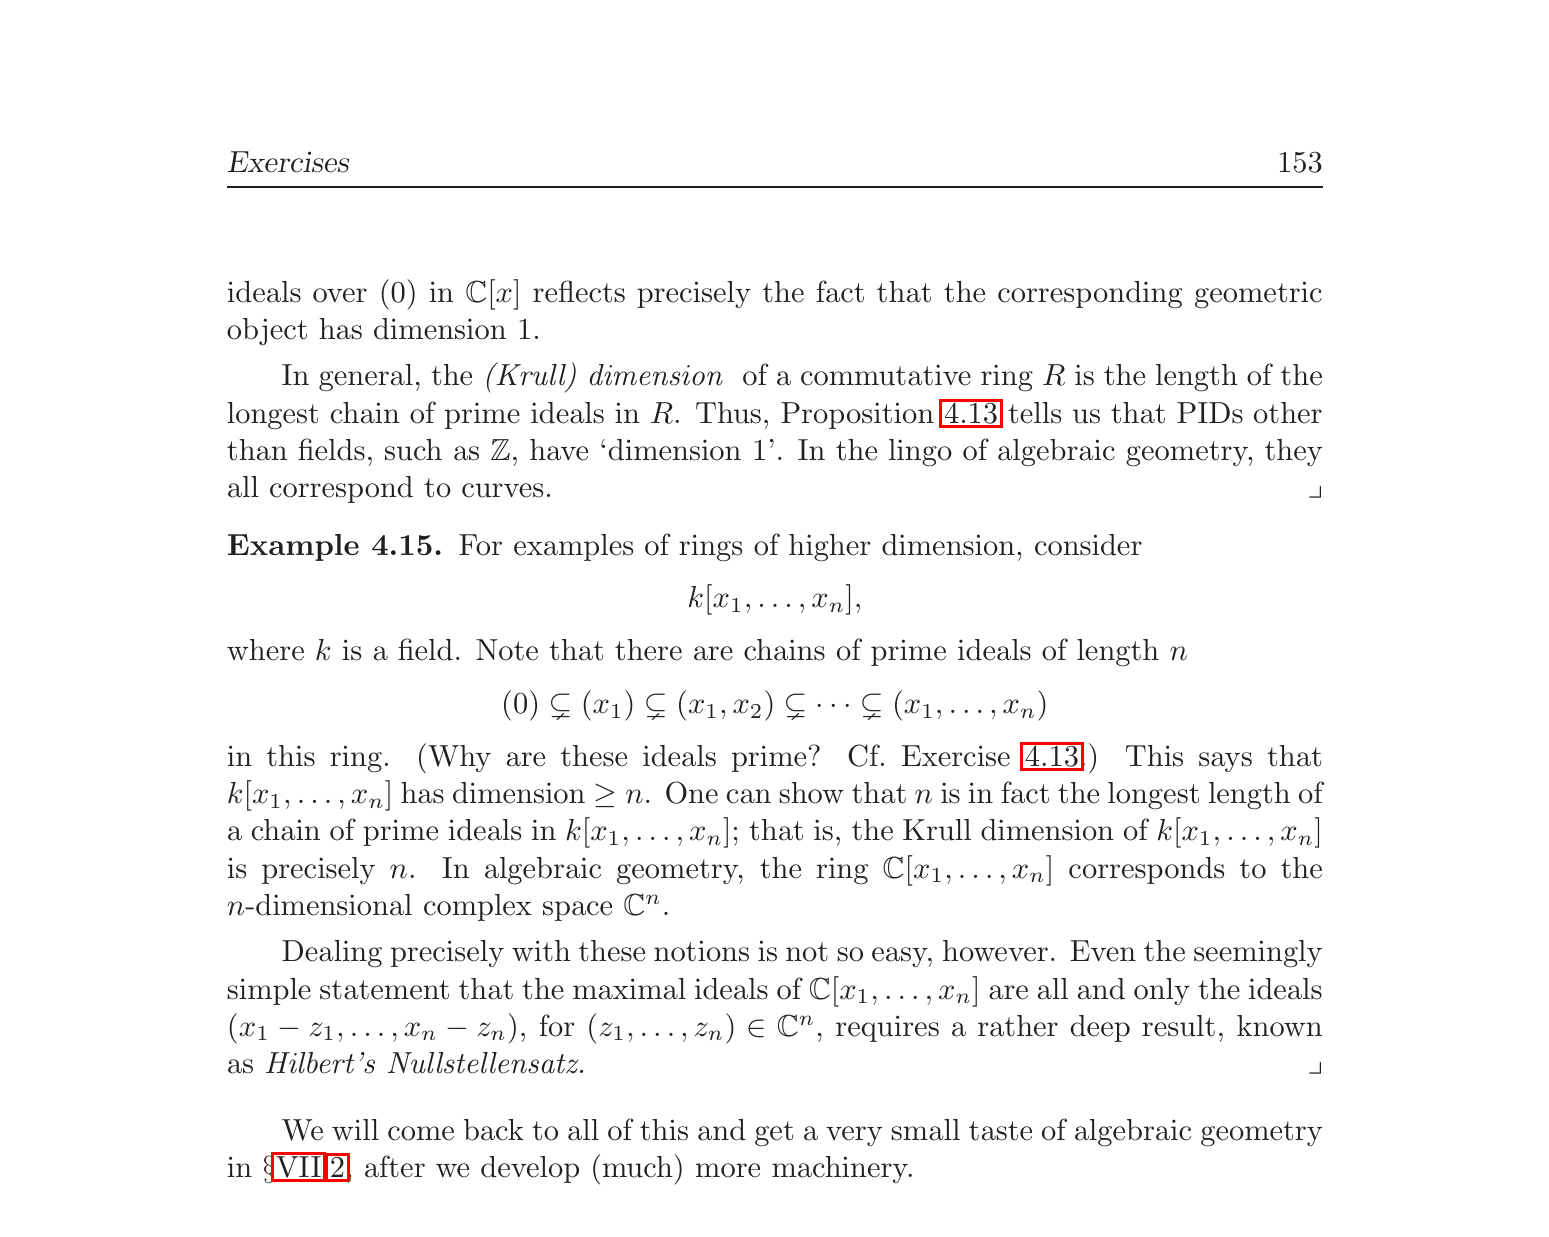 Exercises 153
ideals over (0) in ℂ[x] reflects precisely the fact that the corresponding geometric
object has dimension 1.
In general, the (Krull) dimension of a commutative ring R is the length of the
longest chain of prime ideals in R. Thus, Proposition 4.13 tells us that PIDs other
than fields, such as ℤ, have ‘dimension 1’. In the lingo of algebraic geometry, they
all correspond to curves. ⌟
Example 4.15. For examples of rings of higher dimension, consider
k[x₁, . . . , xₙ],
where k is a field. Note that there are chains of prime ideals of length n
(0) ⊊ (x₁) ⊊ (x₁, x₂) ⊊ · · · ⊊ (x₁, . . . , xₙ)
in this ring. (Why are these ideals prime? Cf. Exercise 4.13.) This says that
k[x₁, . . . , xₙ] has dimension ≥ n. One can show that n is in fact the longest length of
a chain of prime ideals in k[x₁, . . . , xₙ]; that is, the Krull dimension of k[x₁, . . . , xₙ]
is precisely n. In algebraic geometry, the ring ℂ[x₁, . . . , xₙ] corresponds to the
n-dimensional complex space ℂⁿ.
Dealing precisely with these notions is not so easy, however. Even the seemingly
simple statement that the maximal ideals of ℂ[x₁, . . . , xₙ] are all and only the ideals
(x₁ − z₁, . . . , xₙ − zₙ), for (z₁, . . . , zₙ) ∈ ℂⁿ, requires a rather deep result, known
as Hilbert’s Nullstellensatz. ⌟
We will come back to all of this and get a very small taste of algebraic geometry
in §VII.2, after we develop (much) more machinery.